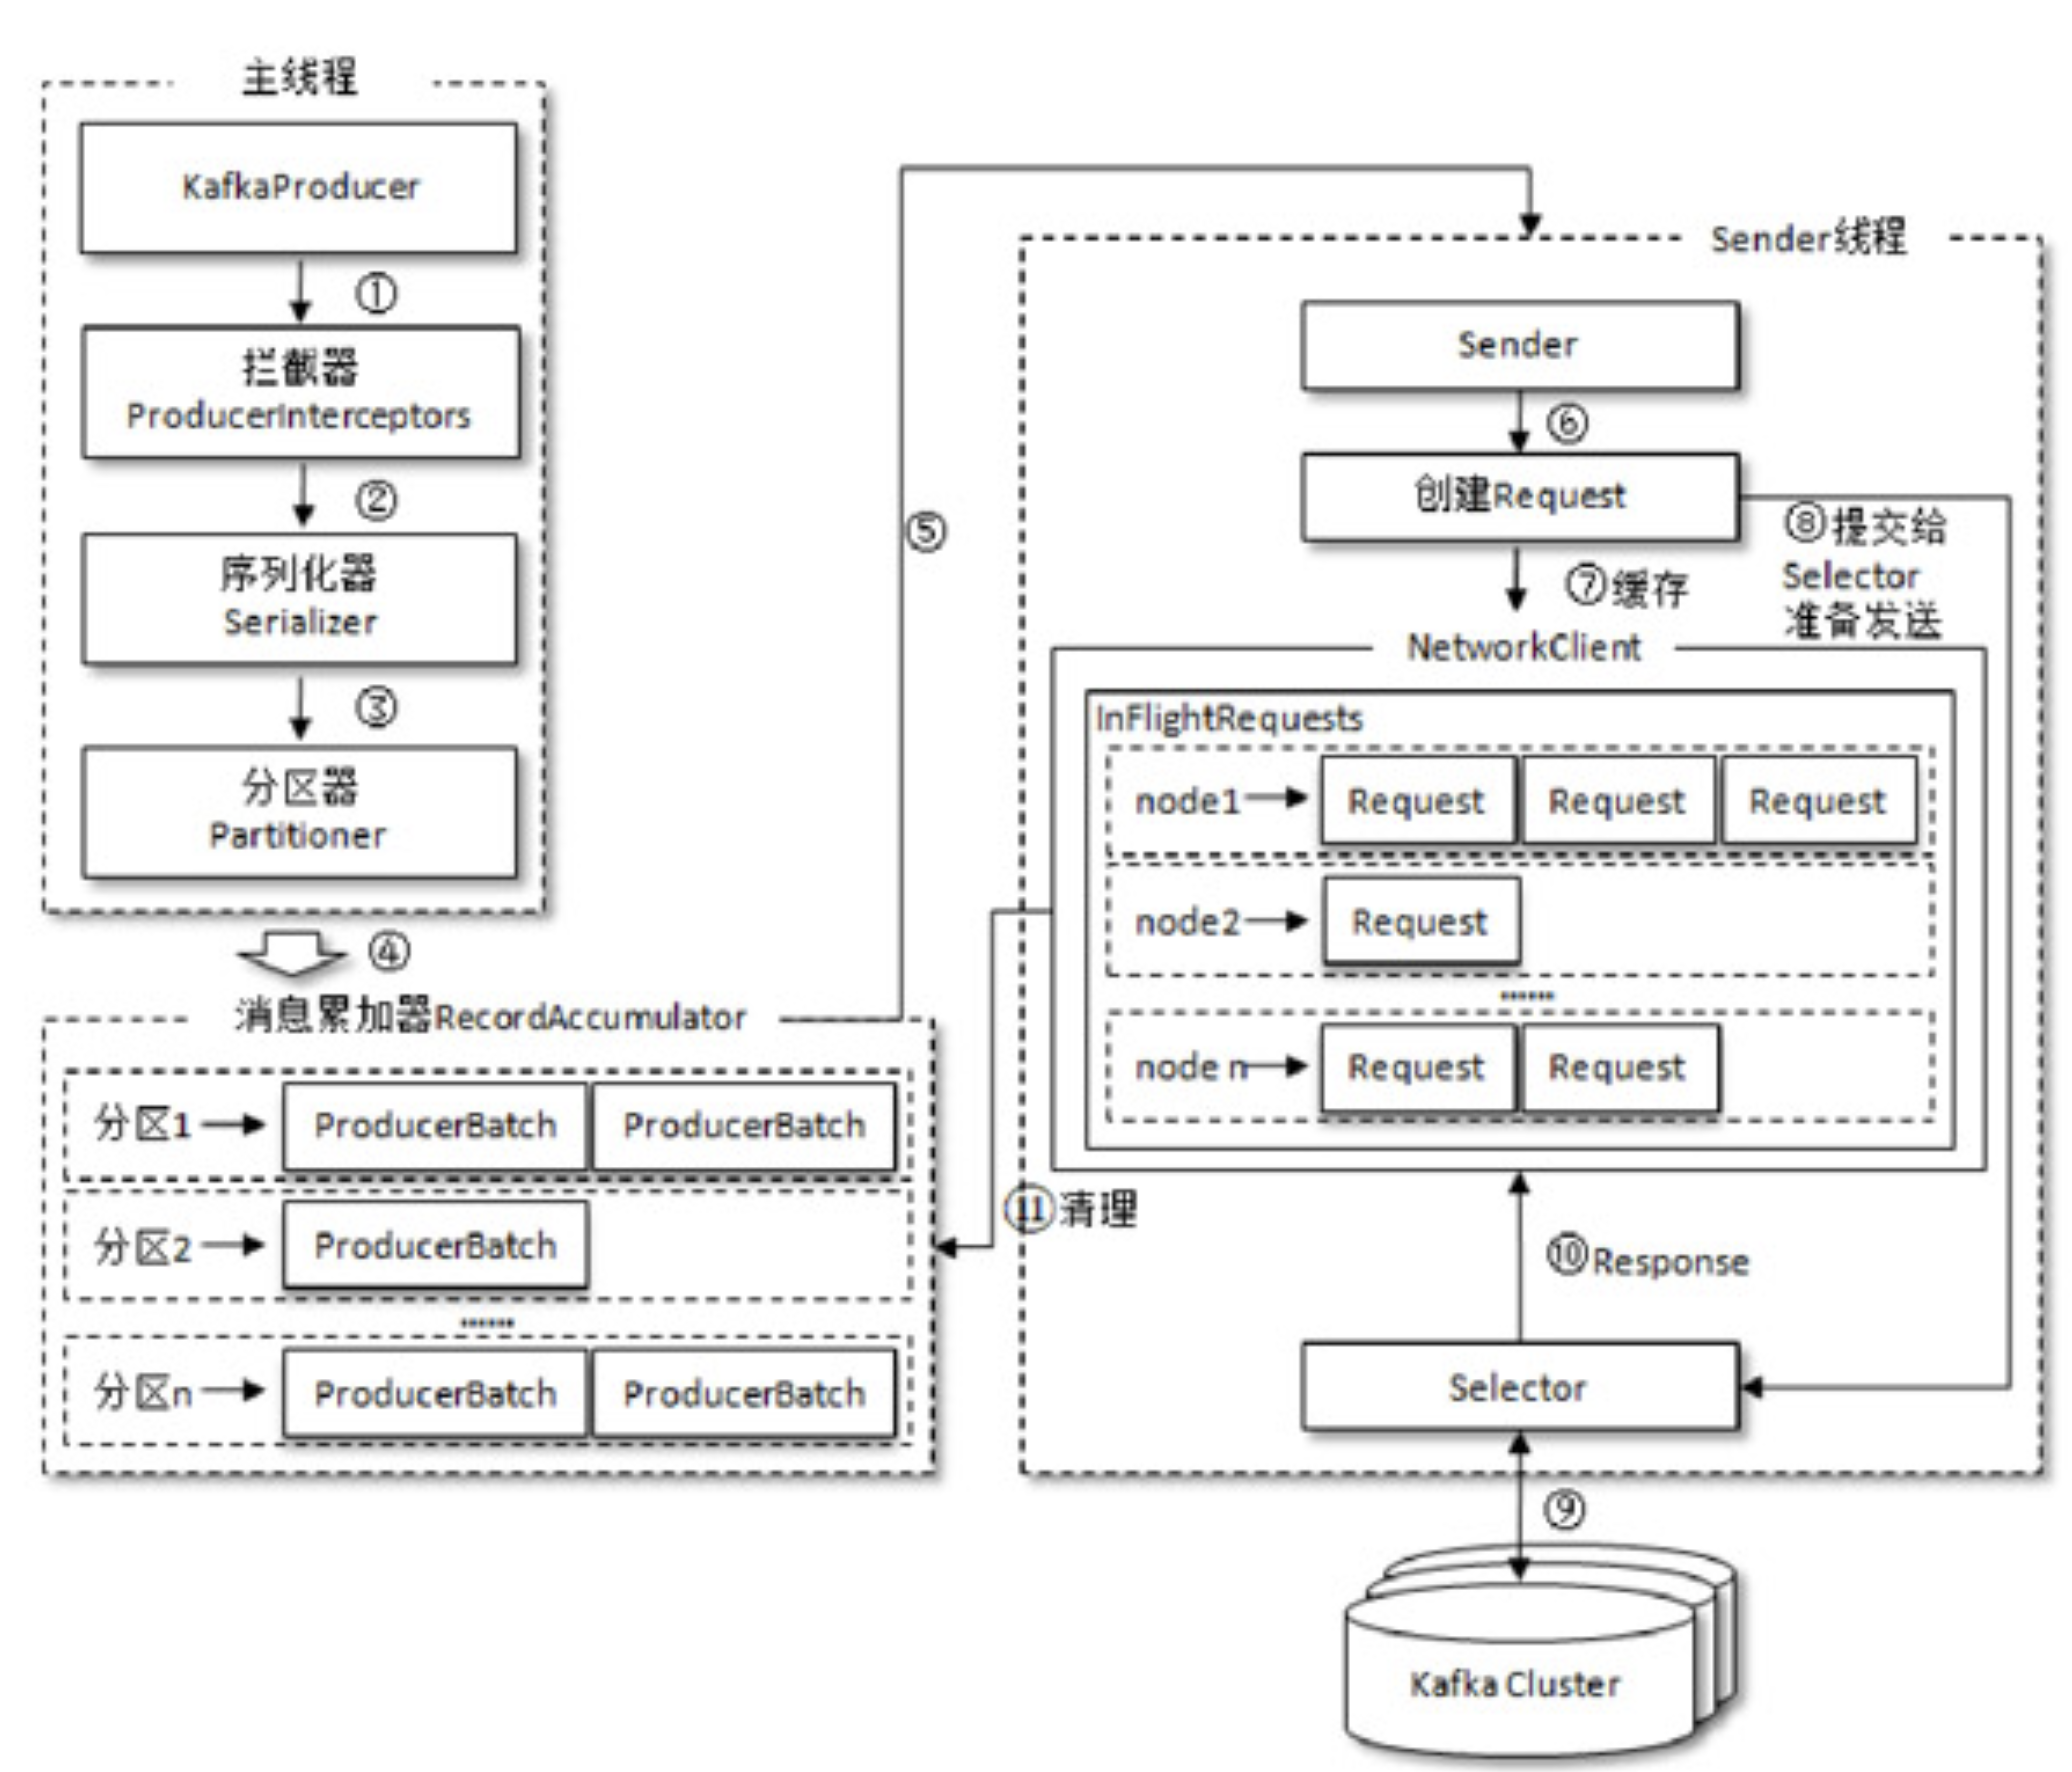 主线程
KafkaProducer
①
拦截器
ProducerInterceptors
②
序列化器
Serializer
③
分区器
Partitioner
④
消息累加器RecordAccumulator
分区1
ProducerBatch
ProducerBatch
分区2
ProducerBatch
……
分区n
ProducerBatch
ProducerBatch
⑤
Sender线程
Sender
⑥
创建Request
⑦缓存
⑧提交给
Selector
准备发送
NetworkClient
InFlightRequests
node1
Request
Request
Request
node2
Request
……
node n
Request
Request
⑪清理
⑩Response
Selector
⑨
Kafka Cluster